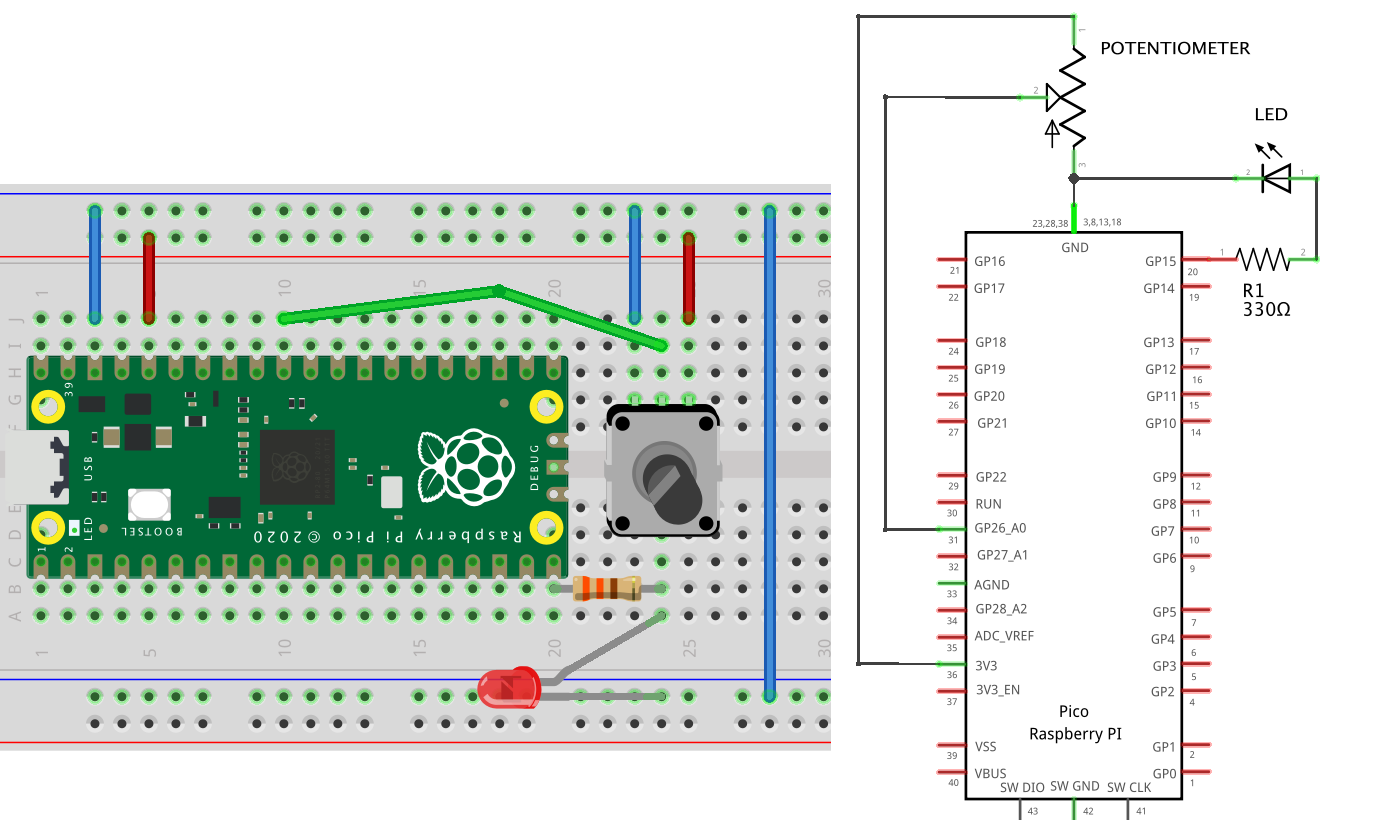 1
10
15
20
30
J
I
H
G
F
E
D
C
B
A
39
USB
LED
1
2
BOOTSEL
DEBUG
Raspberry Pi Pico © 2020
1
5
10
15
20
25
30
POTENTIOMETER
1
2
3
LED
2
1
23,28,38
3,8,13,18
GND
GP16
21
GP17
22
GP18
24
GP19
25
GP20
26
GP21
27
GP22
29
RUN
30
GP26_A0
31
GP27_A1
32
AGND
33
GP28_A2
34
ADC_VREF
35
3V3
36
3V3_EN
37
VSS
39
VBUS
40
GP15
20
GP14
19
GP13
17
GP12
16
GP11
15
GP10
14
GP9
12
GP8
11
GP7
10
GP6
9
GP5
7
GP4
6
GP3
5
GP2
4
GP1
2
GP0
1
1
2
R1
330Ω
Pico
Raspberry PI
SW DIO
SW GND
SW CLK
43
42
41